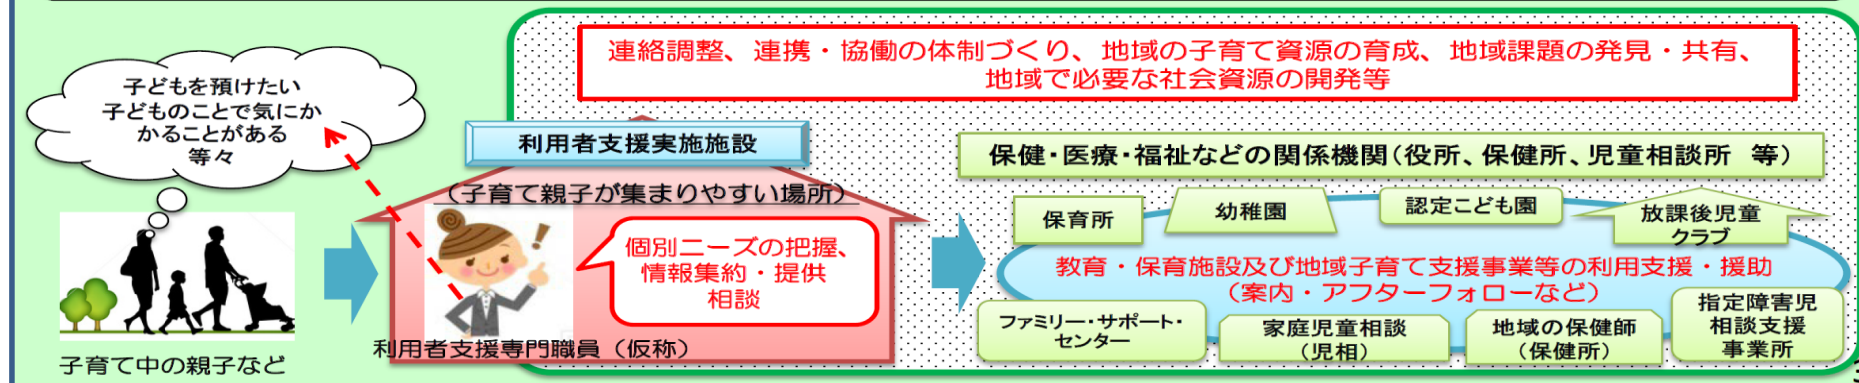 連絡調整、連携・協働の体制づくり、地域の子育て資源の育成、地域課題の発見・共有、
地域で必要な社会資源の開発等
子どもを預けたい
子どものことで気にか
かることがある
等々
利用者支援実施施設
(子育て親子が集まりやすい場所)
個別ニーズの把握、
情報集約・提供
相談
利用者支援専門職員(仮称)
子育て中の親子など
保健・医療・福祉などの関係機関(役所、保健所、児童相談所 等)
保育所
幼稚園
認定こども園
放課後児童
クラブ
教育・保育施設及び地域子育て支援事業等の利用支援・援助
(案内・アフターフォローなど)
ファミリー・サポート・
センター
家庭児童相談
(児相)
地域の保健師
(保健所)
指定障害児
相談支援
事業所